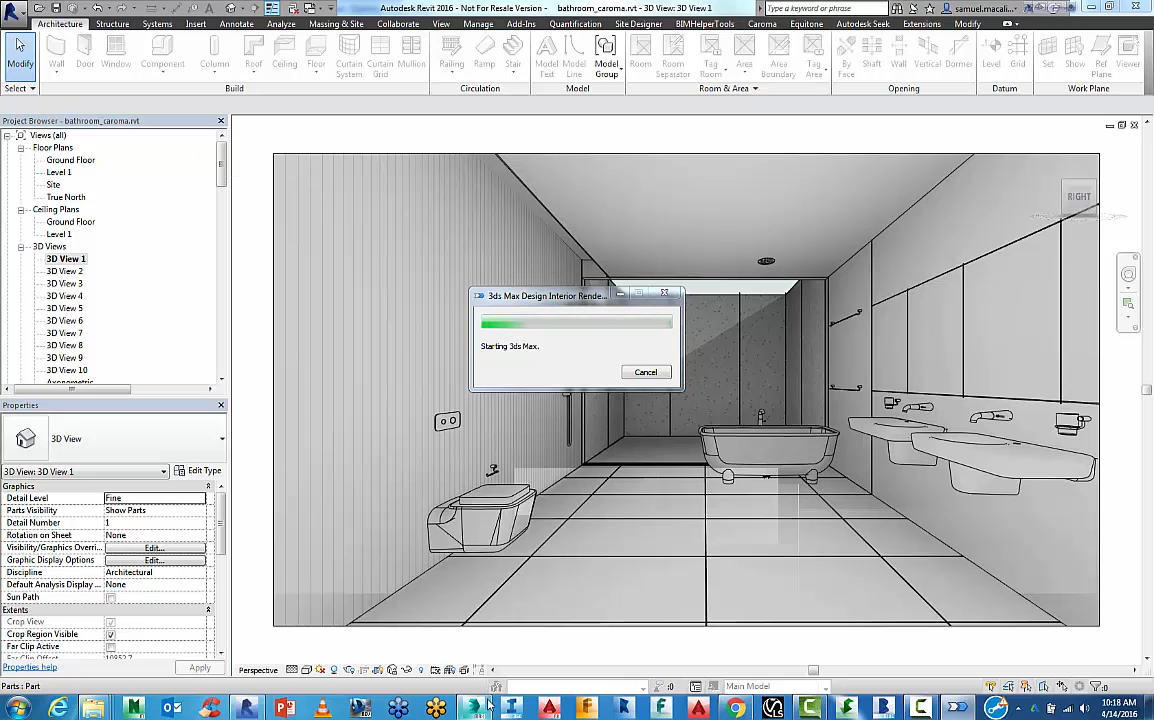 Autodesk Revit 2016 - Not For Resale Version - bathroom_caroma.rvt - 3D View: 3D View 1
Type a keyword or phrase
samuel.macali...
Architecture Structure Systems Insert Annotate Analyze Massing & Site Collaborate View Manage Add-Ins Quantification Site Designer BIMHelperTools Caroma Equitone Autodesk Seek Extensions Modify
Modify Wall Door Window Component Column Roof Ceiling Floor Curtain System Curtain Grid Mullion Railing Ramp Stair Model Text Model Line Model Group Room Room Separator Tag Room Area Area Boundary Tag Area By Face Shaft Wall Vertical Dormer Level Grid Set Show Ref Plane Viewer
Select Build Circulation Model Room & Area Opening Datum Work Plane
Project Browser - bathroom_caroma.rvt
Views (all)
Floor Plans
Ground Floor
Level 1
Site
True North
Ceiling Plans
Ground Floor
Level 1
3D Views
3D View 1
3D View 2
3D View 3
3D View 4
3D View 5
3D View 6
3D View 7
3D View 8
3D View 9
3D View 10
Axonometric
RIGHT
3ds Max Design Interior Rende...
Starting 3ds Max.
Cancel
Properties
3D View
3D View: 3D View 1 Edit Type
Graphics
Detail Level Fine
Parts Visibility Show Parts
Detail Number 1
Rotation on Sheet None
Visibility/Graphics Overri... Edit...
Graphic Display Options Edit...
Discipline Architectural
Default Analysis Display ... None
Sun Path
Extents
Crop View
Crop Region Visible
Far Clip Active
Far Clip Offset 10852.7
Properties help Apply
Perspective
Parts : Part :0 Main Model :0
10:18 AM
4/14/2016